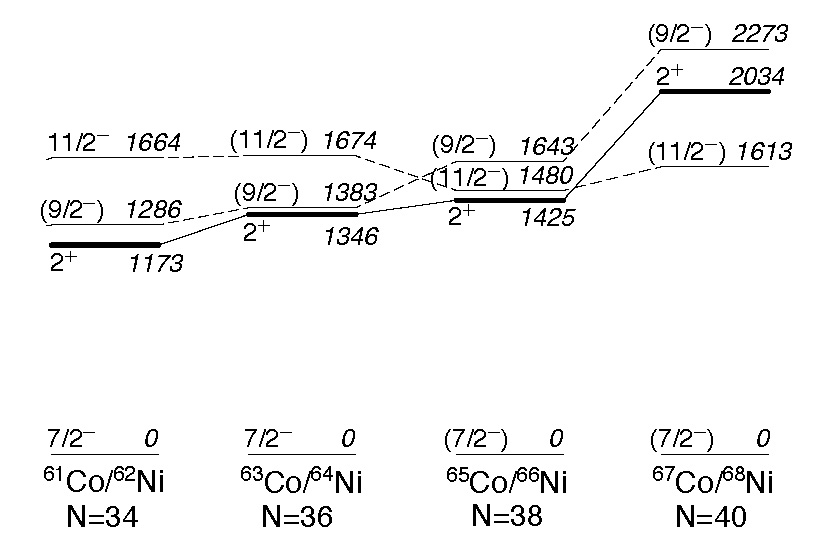 (9/2⁻) 2273
2⁺ 2034
11/2⁻ 1664
(11/2⁻) 1674
(9/2⁻) 1643
(11/2⁻) 1613
(11/2⁻) 1480
(9/2⁻) 1286
(9/2⁻) 1383
2⁺ 1425
2⁺ 1346
2⁺ 1173
7/2⁻ 0
7/2⁻ 0
(7/2⁻) 0
(7/2⁻) 0
⁶¹Co/⁶²Ni
⁶³Co/⁶⁴Ni
⁶⁵Co/⁶⁶Ni
⁶⁷Co/⁶⁸Ni
N=34
N=36
N=38
N=40